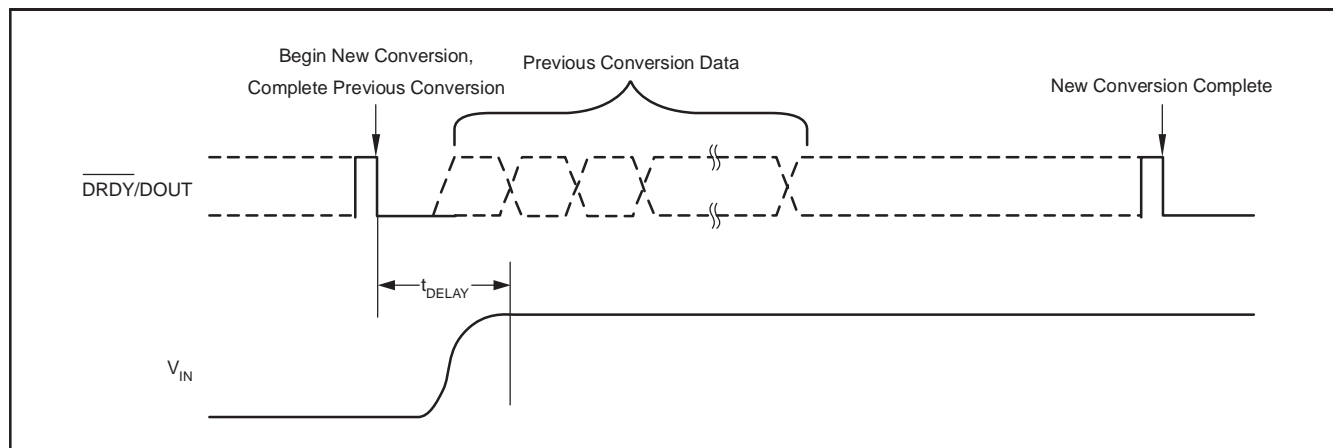 Begin New Conversion,
Complete Previous Conversion
Previous Conversion Data
New Conversion Complete
DRDY/DOUT
tDELAY
VIN